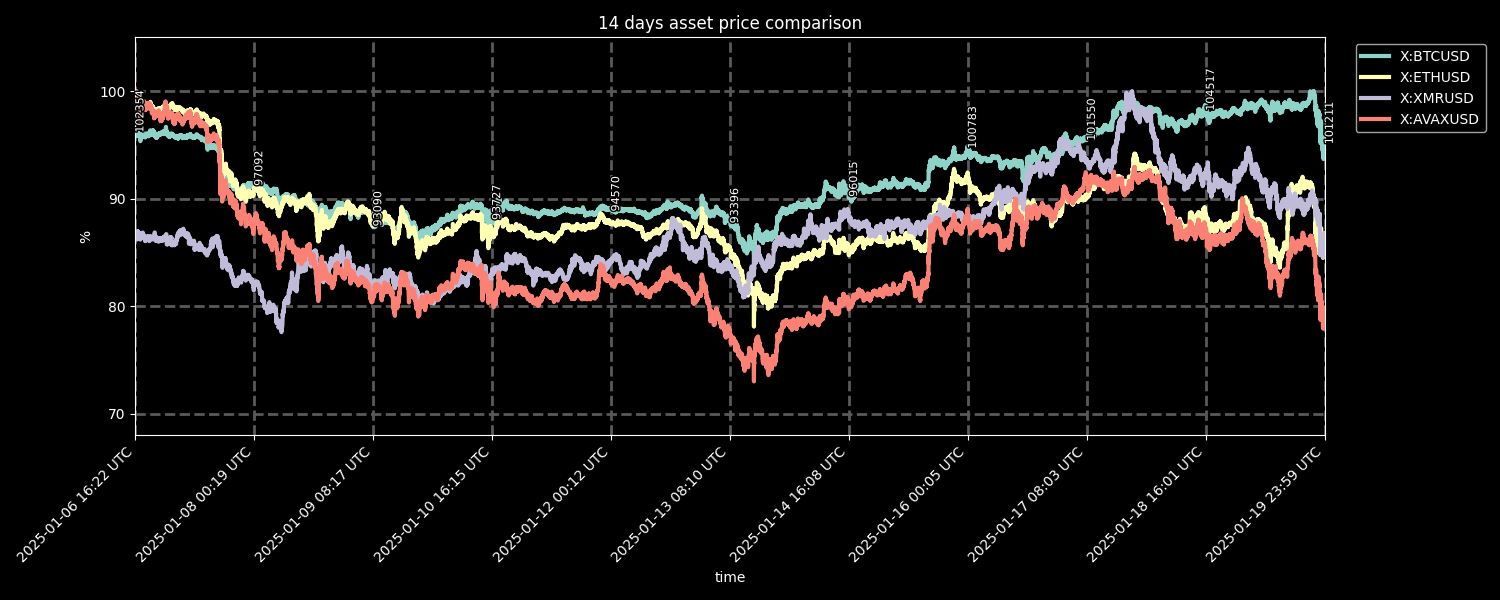 14 days asset price comparison
X:BTCUSD
X:ETHUSD
X:XMRUSD
X:AVAXUSD
100
90
80
70
%
102354
97092
93090
93727
94570
93396
96015
100783
101550
104517
101211
2025-01-06 16:22 UTC
2025-01-08 00:19 UTC
2025-01-09 08:17 UTC
2025-01-10 16:15 UTC
2025-01-12 00:12 UTC
2025-01-13 08:10 UTC
2025-01-14 16:08 UTC
2025-01-16 00:05 UTC
2025-01-17 08:03 UTC
2025-01-18 16:01 UTC
2025-01-19 23:59 UTC
time